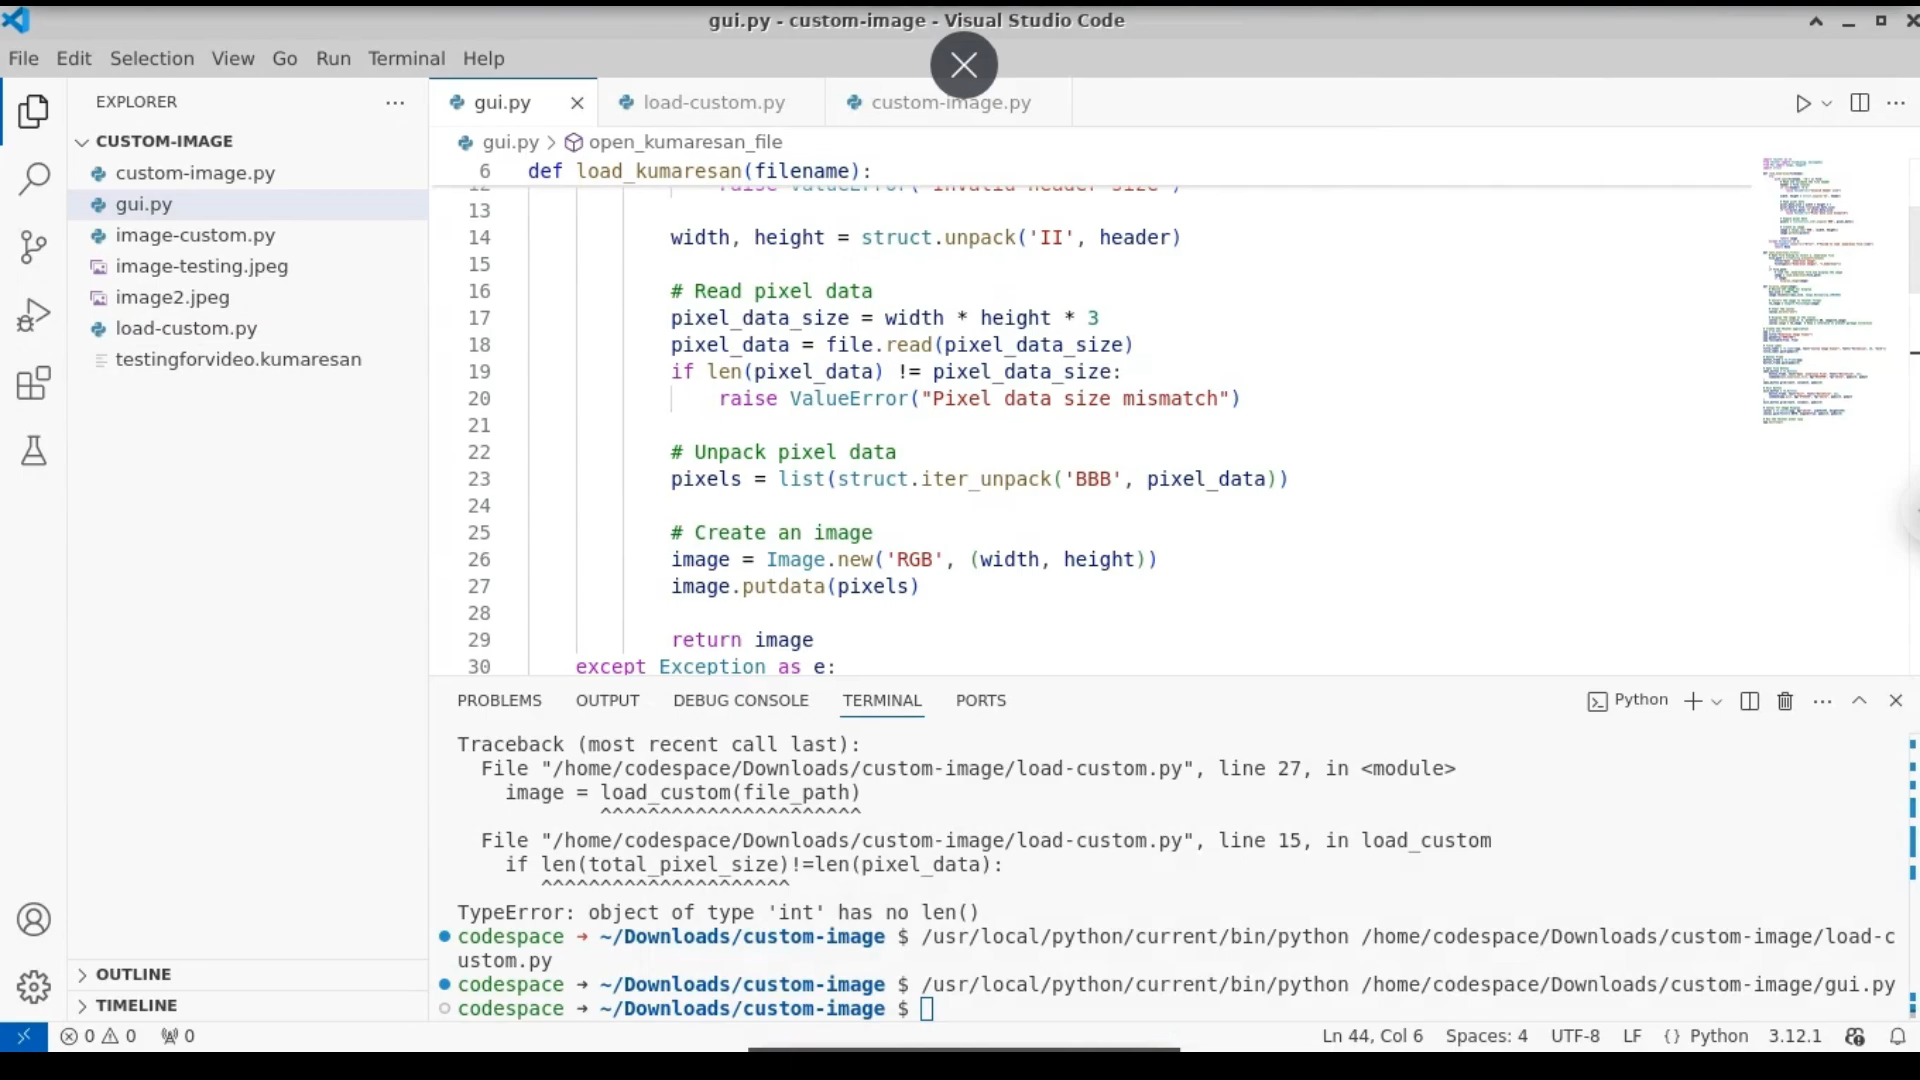 gui.py - custom-image - Visual Studio Code
File Edit Selection View Go Run Terminal Help
EXPLORER
CUSTOM-IMAGE
custom-image.py
gui.py
image-custom.py
image-testing.jpeg
image2.jpeg
load-custom.py
testingforvideo.kumaresan
OUTLINE
TIMELINE
gui.py load-custom.py custom-image.py
gui.py > open_kumaresan_file
6 def load_kumaresan(filename):
12 raise ValueError("Invalid header size")
13
14 width, height = struct.unpack('II', header)
15
16 # Read pixel data
17 pixel_data_size = width * height * 3
18 pixel_data = file.read(pixel_data_size)
19 if len(pixel_data) != pixel_data_size:
20 raise ValueError("Pixel data size mismatch")
21
22 # Unpack pixel data
23 pixels = list(struct.iter_unpack('BBB', pixel_data))
24
25 # Create an image
26 image = Image.new('RGB', (width, height))
27 image.putdata(pixels)
28
29 return image
30 except Exception as e:
PROBLEMS OUTPUT DEBUG CONSOLE TERMINAL PORTS
Python
Traceback (most recent call last):
File "/home/codespace/Downloads/custom-image/load-custom.py", line 27, in <module>
image = load_custom(file_path)
^^^^^^^^^^^^^^^^^^^^^^
File "/home/codespace/Downloads/custom-image/load-custom.py", line 15, in load_custom
if len(total_pixel_size)!=len(pixel_data):
^^^^^^^^^^^^^^^^^^^^^
TypeError: object of type 'int' has no len()
codespace → ~/Downloads/custom-image $ /usr/local/python/current/bin/python /home/codespace/Downloads/custom-image/load-c
ustom.py
codespace → ~/Downloads/custom-image $ /usr/local/python/current/bin/python /home/codespace/Downloads/custom-image/gui.py
codespace → ~/Downloads/custom-image $
0 0 0 Ln 44, Col 6 Spaces: 4 UTF-8 LF {} Python 3.12.1